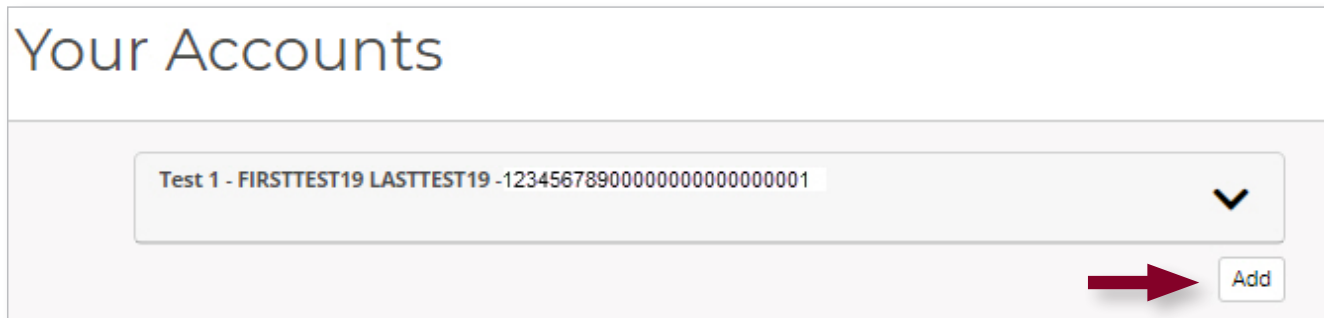 Your Accounts
Test 1 - FIRSTTEST19 LASTTEST19 -12345678900000000000000001
Add